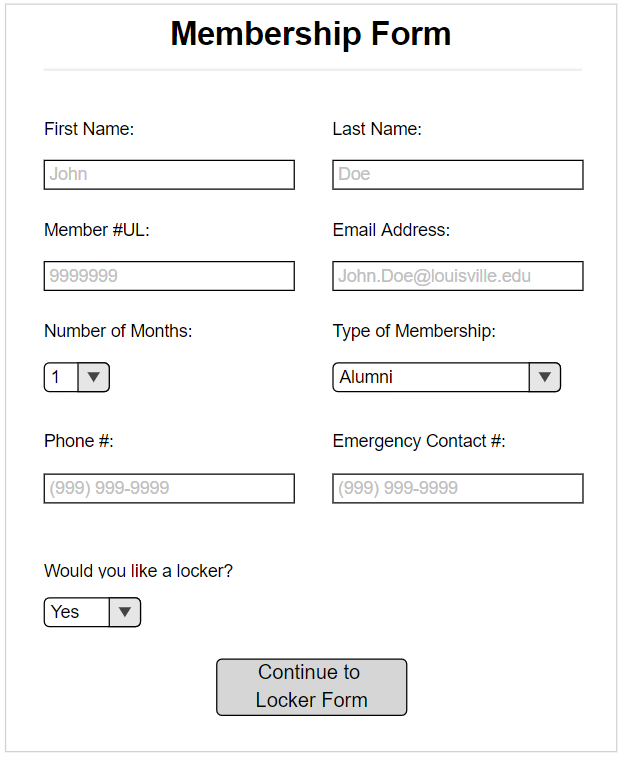 Membership Form
First Name: Last Name:
John Doe
Member #UL: Email Address:
9999999 John.Doe@louisville.edu
Number of Months: Type of Membership:
1 Alumni
Phone #: Emergency Contact #:
(999) 999-9999 (999) 999-9999
Would you like a locker?
Yes
Continue to
Locker Form